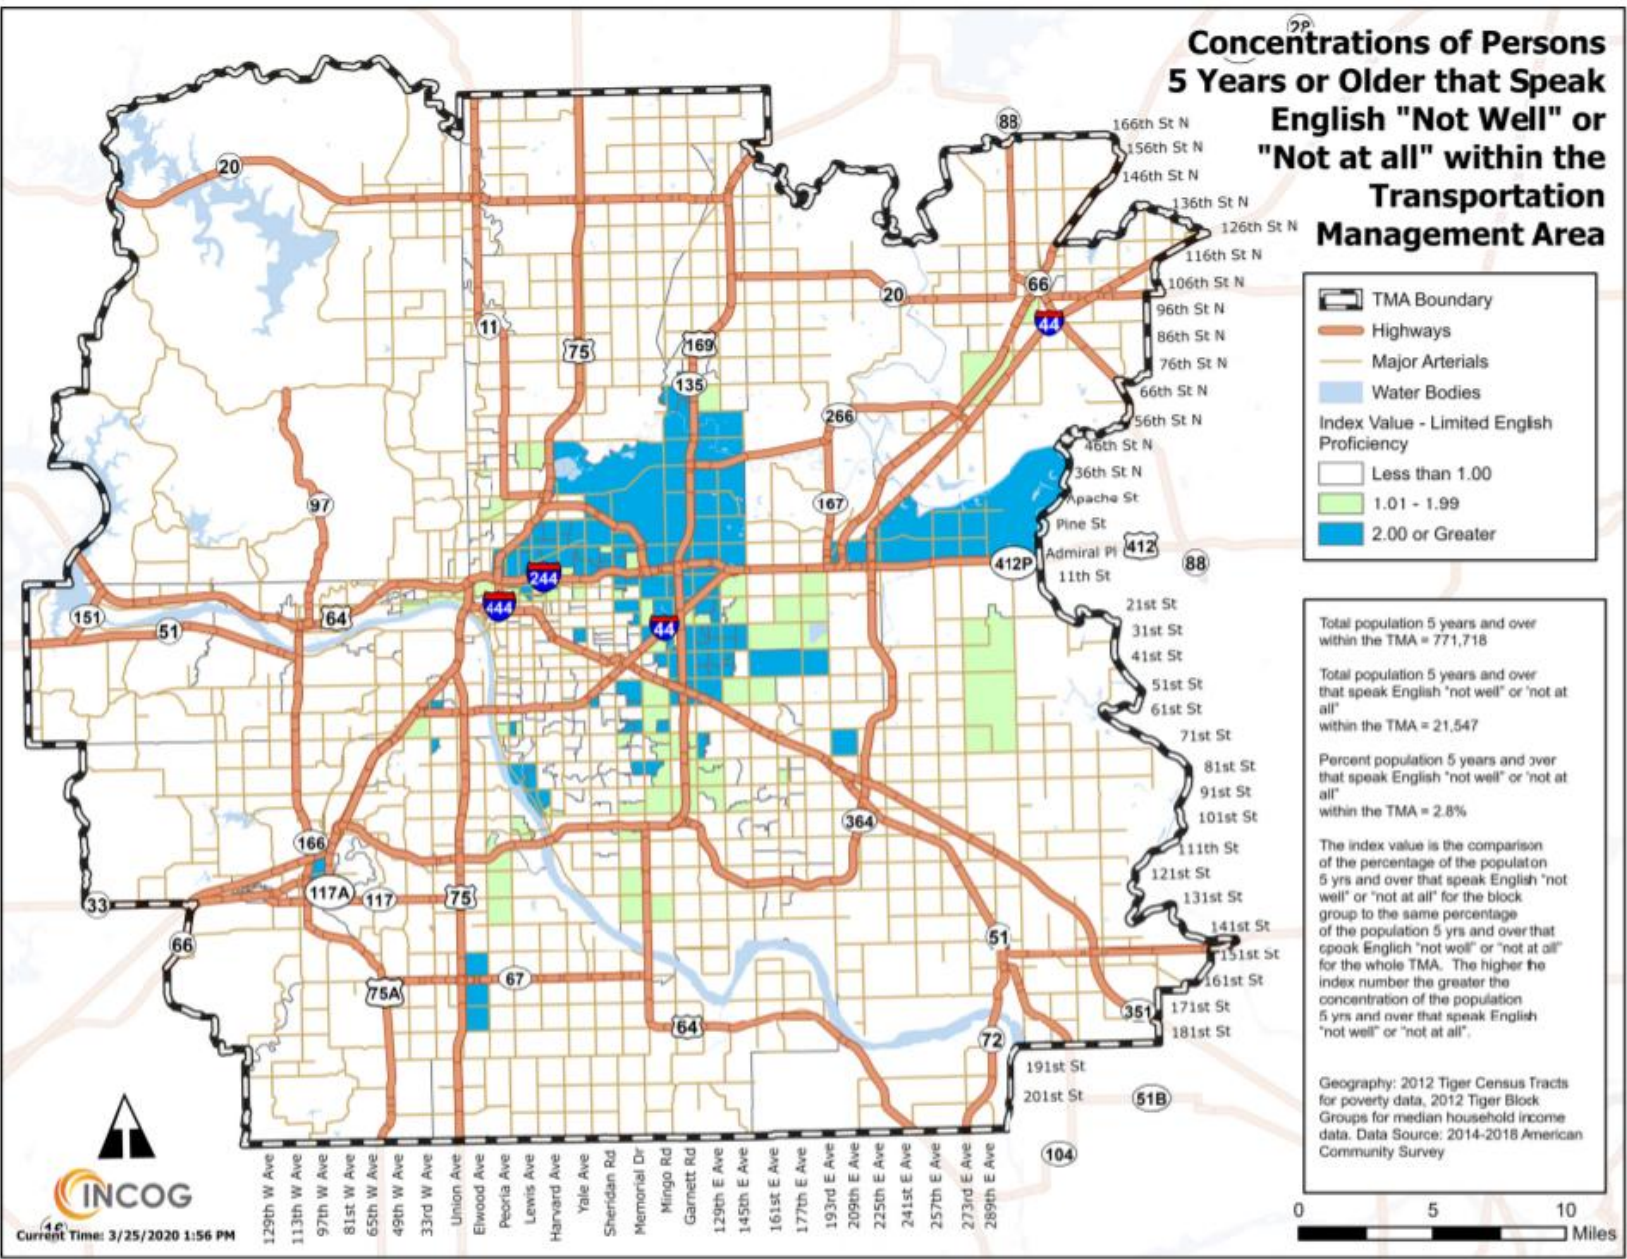 28
Concentrations of Persons
5 Years or Older that Speak
English "Not Well" or
"Not at all" within the
Transportation
Management Area
TMA Boundary
Highways
Major Arterials
Water Bodies
Index Value - Limited English
Proficiency
Less than 1.00
1.01 - 1.99
2.00 or Greater
Total population 5 years and over
within the TMA = 771,718
Total population 5 years and over
that speak English "not well" or 'not at
all"
within the TMA = 21,547
Percent population 5 years and over
that speak English "not well" or 'not at
all"
within the TMA = 2.8%
The index value is the comparison
of the percentage of the populaton
5 yrs and over that speak English "not
well" or "not at all" for the block
group to the same percentage
of the population 5 yrs and over that
speak English "not well" or "not at all"
for the whole TMA. The higher the
index number the greater the
concentration of the population
5 yrs and over that speak English
"not well" or "not at all".
Geography: 2012 Tiger Census Tracts
for poverty data, 2012 Tiger Block
Groups for median household income
data. Data Source: 2014-2018 American
Community Survey
0 5 10
Miles
166th St N
156th St N
146th St N
136th St N
126th St N
116th St N
106th St N
96th St N
86th St N
76th St N
66th St N
56th St N
46th St N
36th St N
Apache St
Pine St
Admiral Pl
11th St
21st St
31st St
41st St
51st St
61st St
71st St
81st St
91st St
101st St
111th St
121st St
131st St
141st St
151st St
161st St
171st St
181st St
191st St
201st St
88
20
66
20
44
11
75
169
135
266
97
167
412
412P
88
244
444
44
151
51
64
364
166
117A
117
75
33
66
51
67
75A
351
64
72
51B
104
129th W Ave
113th W Ave
97th W Ave
81st W Ave
65th W Ave
49th W Ave
33rd W Ave
Union Ave
Elwood Ave
Peoria Ave
Lewis Ave
Harvard Ave
Yale Ave
Sheridan Rd
Memorial Dr
Mingo Rd
Garnett Rd
129th E Ave
145th E Ave
161st E Ave
177th E Ave
193rd E Ave
209th E Ave
225th E Ave
241st E Ave
257th E Ave
273rd E Ave
289th E Ave
INCOG
16
Current Time: 3/25/2020 1:56 PM